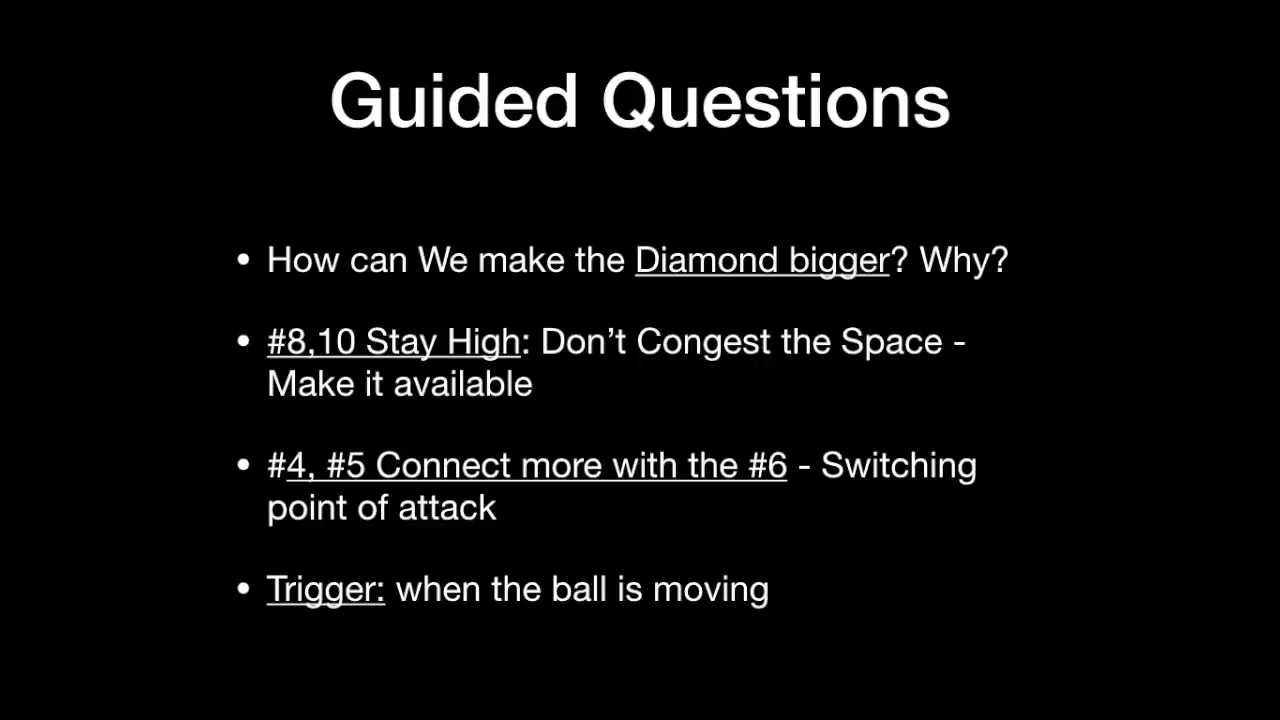 Guided Questions
• How can We make the Diamond bigger? Why?
• #8,10 Stay High: Don’t Congest the Space -
Make it available
• #4, #5 Connect more with the #6 - Switching
point of attack
• Trigger: when the ball is moving